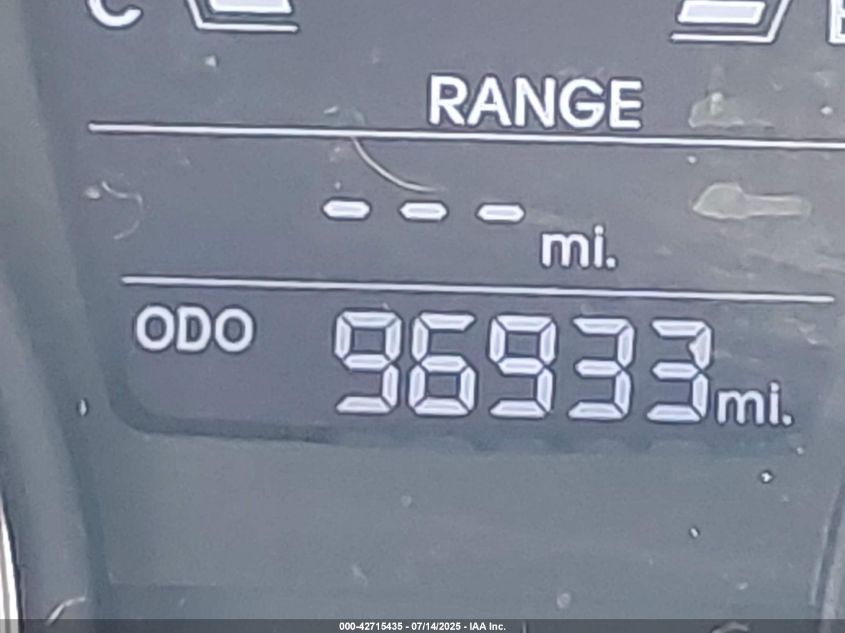 C
RANGE
--- mi.
ODO 96933 mi.
000-42715435 - 07/14/2025 - IAA Inc.